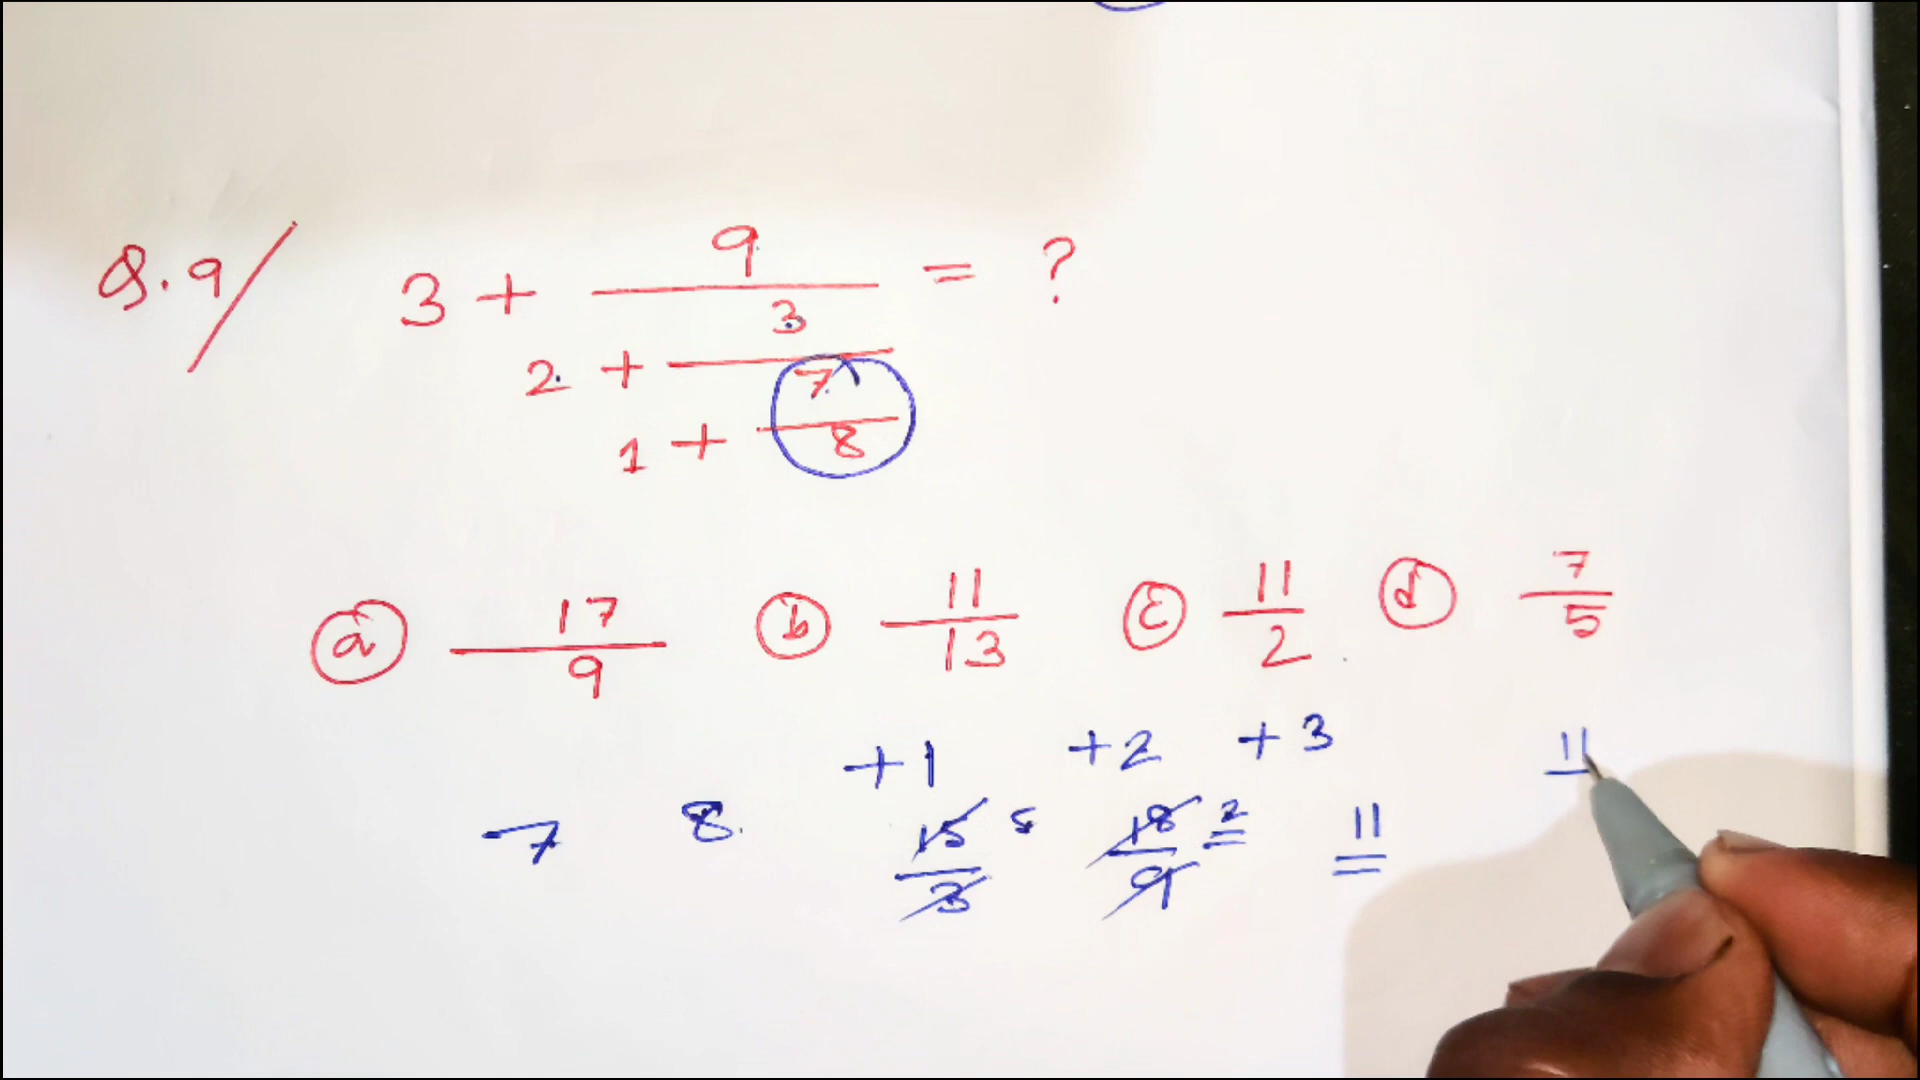 Q.9/
9
3 + ― = ?
3
2 + ―
7
1 + ―
8
ⓐ 17/9 ⓑ 11/13 ⓒ 11/2 ⓓ 7/5
+1 +2 + 3 11
7 8 15/3 5 18/9 2 11